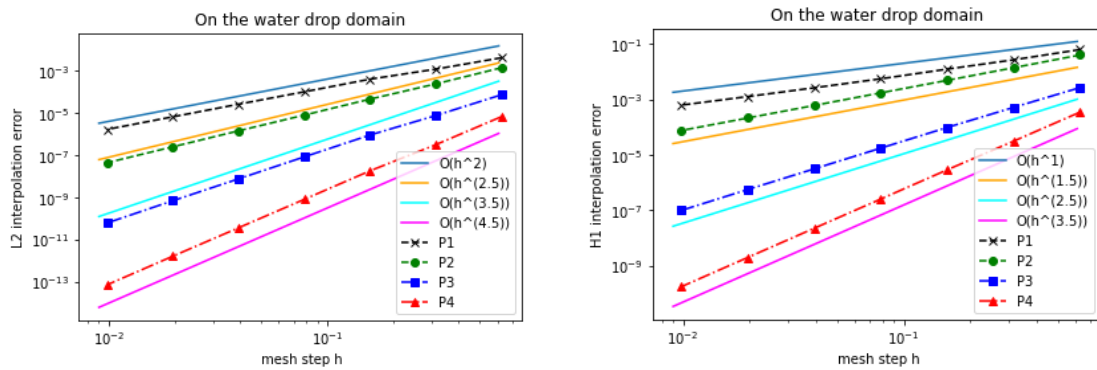 On the water drop domain
L2 interpolation error
10⁻³
10⁻⁵
10⁻⁷
10⁻⁹
10⁻¹¹
10⁻¹³
O(h^2)
O(h^(2.5))
O(h^(3.5))
O(h^(4.5))
P1
P2
P3
P4
10⁻²
10⁻¹
mesh step h
On the water drop domain
H1 interpolation error
10⁻¹
10⁻³
10⁻⁵
10⁻⁷
10⁻⁹
O(h^1)
O(h^(1.5))
O(h^(2.5))
O(h^(3.5))
P1
P2
P3
P4
10⁻²
10⁻¹
mesh step h